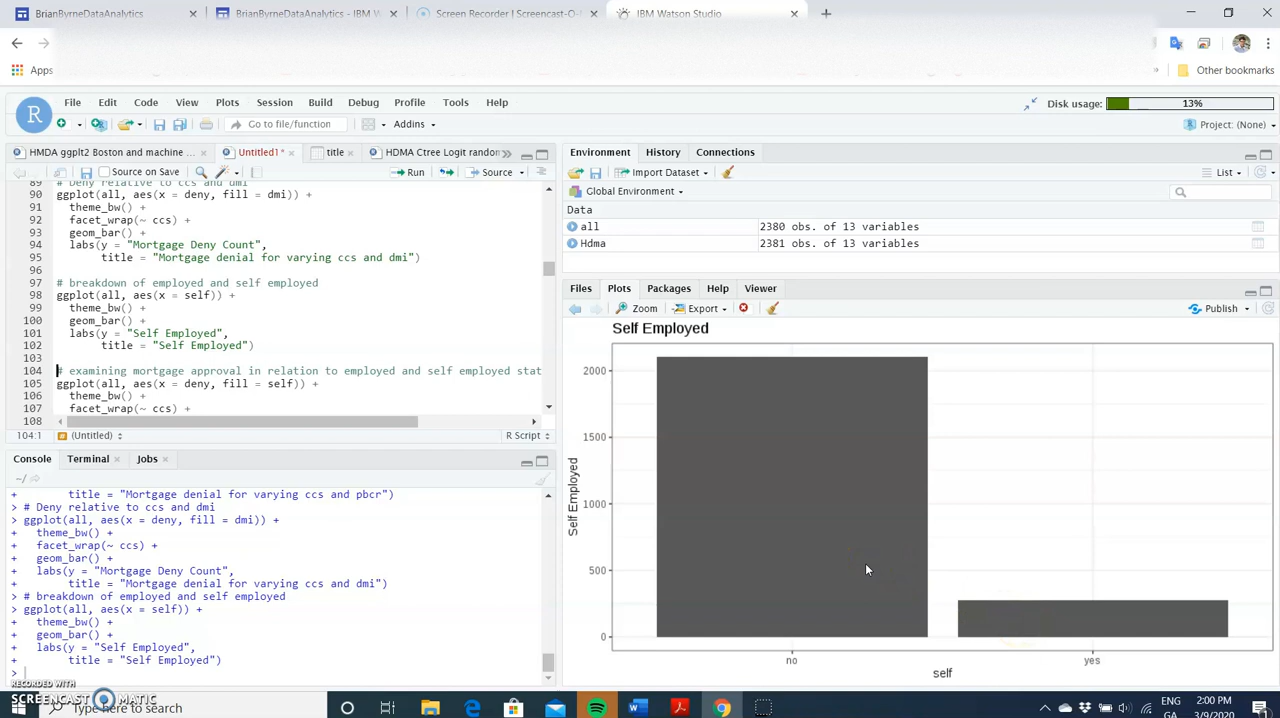 BrianByrneDataAnalytics
BrianByrneDataAnalytics - IBM W
Screen Recorder | Screencast-O-
IBM Watson Studio
Apps
Other bookmarks
R
File Edit Code View Plots Session Build Debug Profile Tools Help
Disk usage: 13%
Go to file/function
Addins
Project: (None)
HMDA ggplt2 Boston and machine ...
Untitled1*
title
HDMA Ctree Logit randon
Source on Save
Run
Source
89 # Deny relative to ccs and dmi
90 ggplot(all, aes(x = deny, fill = dmi)) +
91 theme_bw() +
92 facet_wrap(~ ccs) +
93 geom_bar() +
94 labs(y = "Mortgage Deny Count",
95 title = "Mortgage denial for varying ccs and dmi")
96
97 # breakdown of employed and self employed
98 ggplot(all, aes(x = self)) +
99 theme_bw() +
100 geom_bar() +
101 labs(y = "Self Employed",
102 title = "Self Employed")
103
104 # examining mortgage approval in relation to employed and self employed stat
105 ggplot(all, aes(x = deny, fill = self)) +
106 theme_bw() +
107 facet_wrap(~ ccs) +
108
104:1 (Untitled) R Script
Console Terminal Jobs
~/
+ title = "Mortgage denial for varying ccs and pbcr")
> # Deny relative to ccs and dmi
> ggplot(all, aes(x = deny, fill = dmi)) +
+ theme_bw() +
+ facet_wrap(~ ccs) +
+ geom_bar() +
+ labs(y = "Mortgage Deny Count",
+ title = "Mortgage denial for varying ccs and dmi")
> # breakdown of employed and self employed
> ggplot(all, aes(x = self)) +
+ theme_bw() +
+ geom_bar() +
+ labs(y = "Self Employed",
+ title = "Self Employed")
>
Environment History Connections
Import Dataset
List
Global Environment
Data
all 2380 obs. of 13 variables
Hdma 2381 obs. of 13 variables
Files Plots Packages Help Viewer
Zoom Export Publish
Self Employed
2000
1500
1000
500
0
Self Employed
no yes
self
RECORDED WITH
SCREENCAST MATIC
Type here to search
W
ENG
GA
2:00 PM
3/9/2020
1